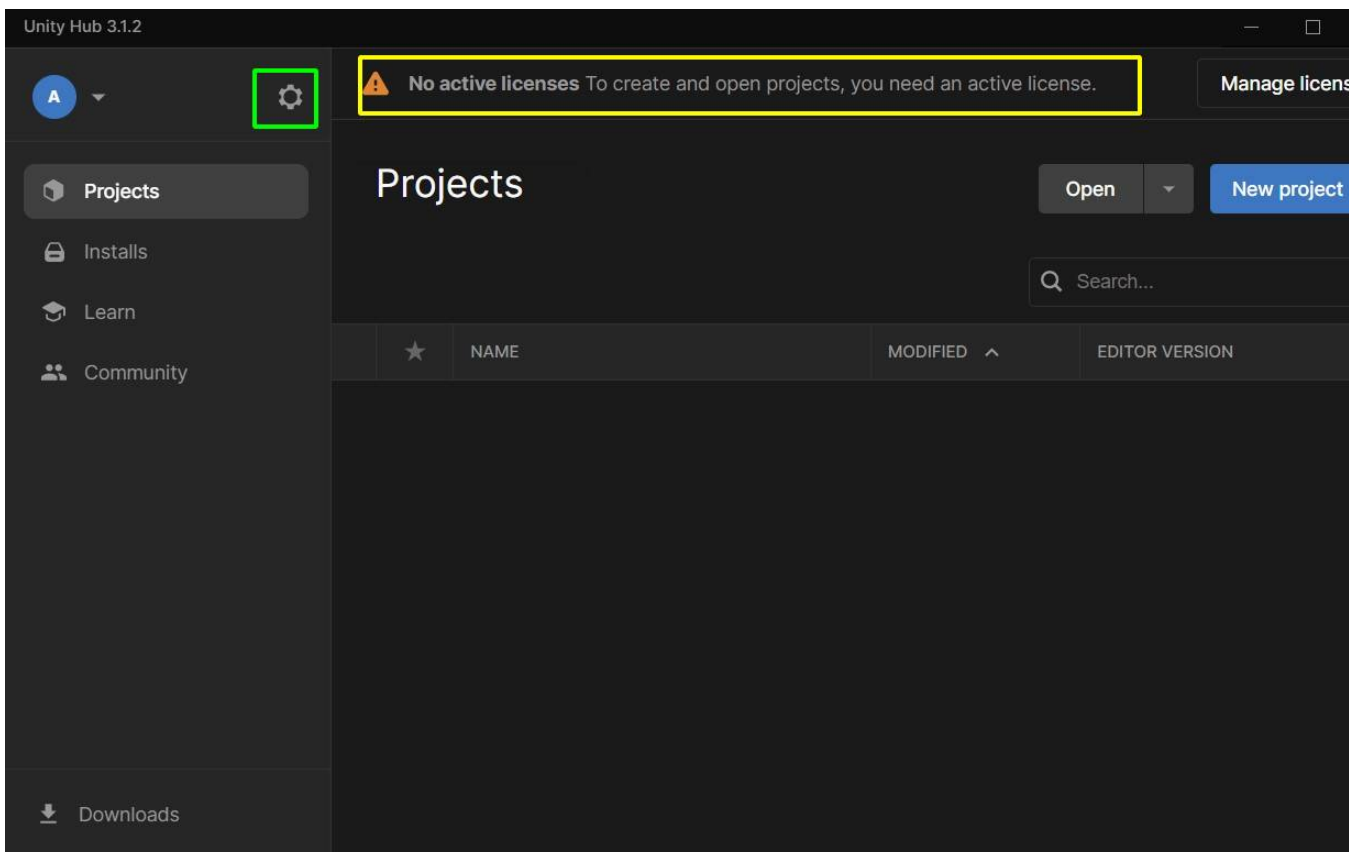 Unity Hub 3.1.2
A
No active licenses To create and open projects, you need an active license.
Manage licens
Projects
Installs
Learn
Community
Projects
Open
New project
Search...
NAME
MODIFIED
EDITOR VERSION
Downloads